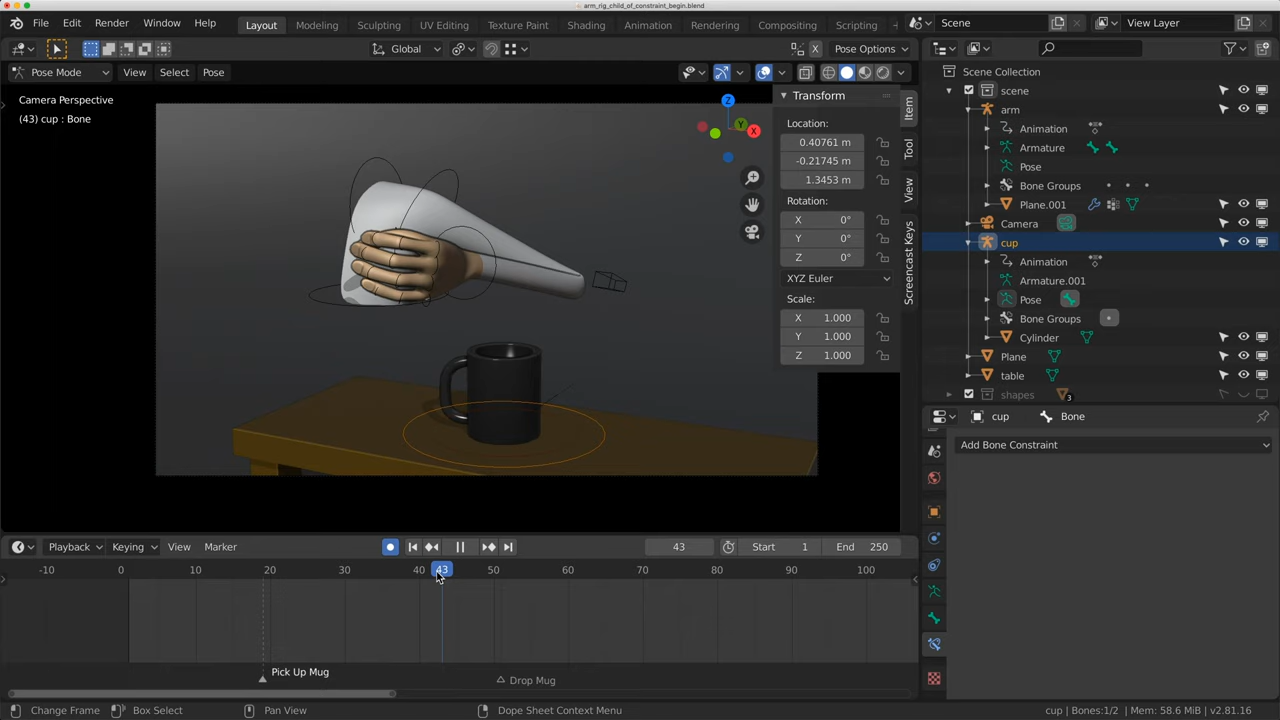 arm_rig_child_of_constraint_begin.blend
File Edit Render Window Help
Layout Modeling Sculpting UV Editing Texture Paint Shading Animation Rendering Compositing Scripting
Scene View Layer
Global Pose Options
Pose Mode View Select Pose
Camera Perspective
(43) cup : Bone
Z
Y
X
Transform
Location:
0.40761 m
-0.21745 m
1.3453 m
Rotation:
X 0°
Y 0°
Z 0°
XYZ Euler
Scale:
X 1.000
Y 1.000
Z 1.000
Item
Tool
View
Screencast Keys
Scene Collection
scene
arm
Animation
Armature
Pose
Bone Groups
Plane.001
Camera
cup
Animation
Armature.001
Pose
Bone Groups
Cylinder
Plane
table
shapes 3
cup Bone
Add Bone Constraint
Playback Keying View Marker 43 Start 1 End 250
-10 0 10 20 30 40 43 50 60 70 80 90 100
Pick Up Mug
Drop Mug
Change Frame Box Select Pan View Dope Sheet Context Menu cup | Bones:1/2 | Mem: 58.6 MiB | v2.81.16